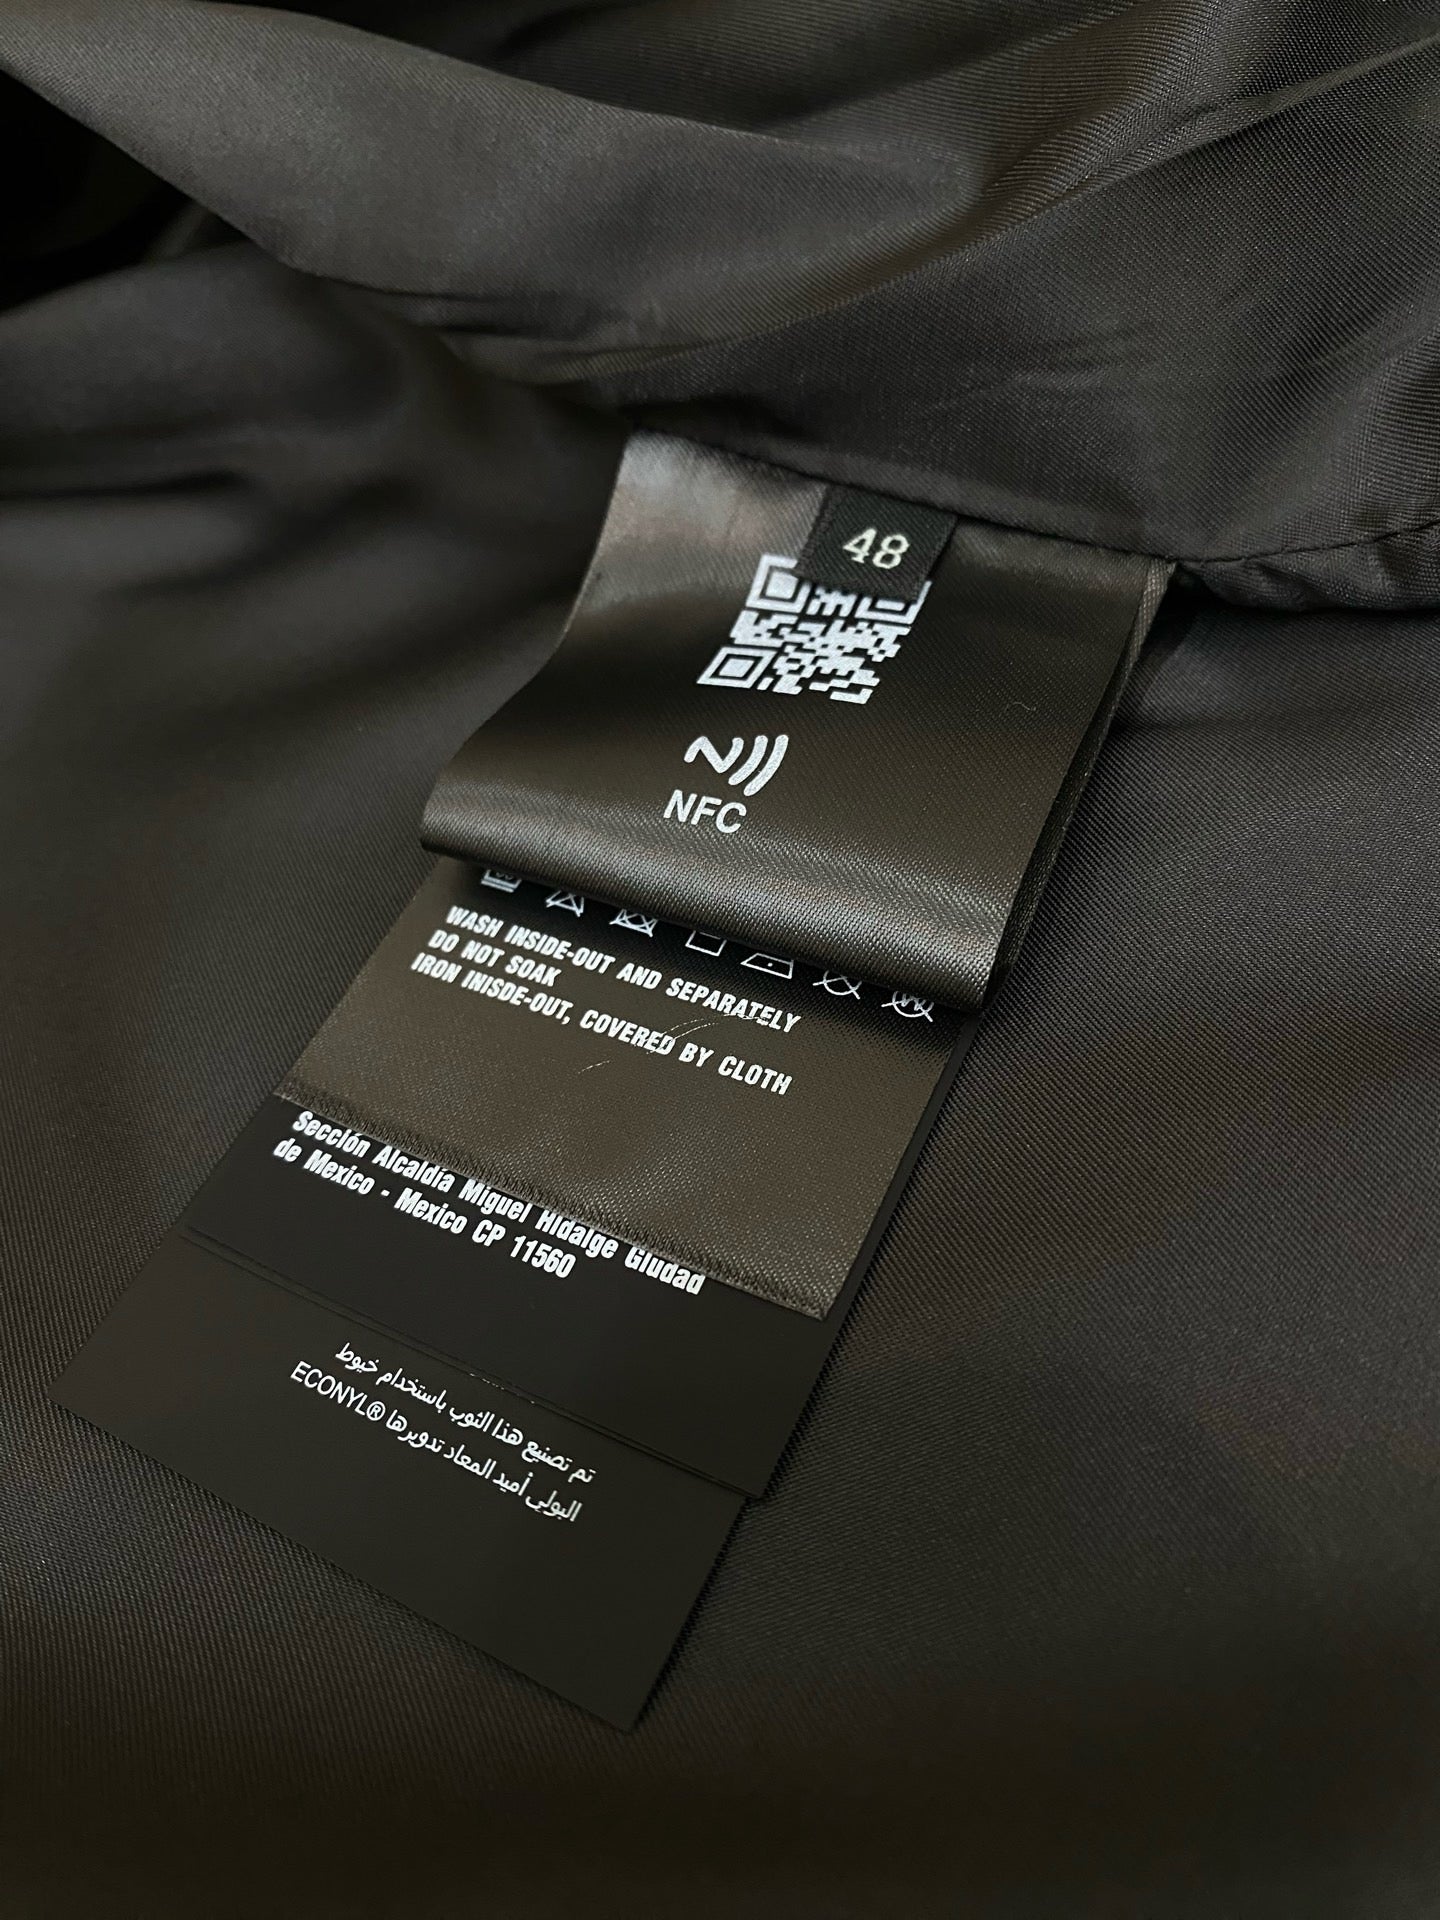 48
NFC
WASH INSIDE-OUT AND SEPARATELY
DO NOT SOAK
IRON INISDE-OUT, COVERED BY CLOTH
Sección Alcaldía Miguel Hidalge Giudad
de Mexico - Mexico CP 11560
تم تصنيع هذا الثوب باستخدام خيوط
البولي أميد المعاد تدويرها ECONYL®